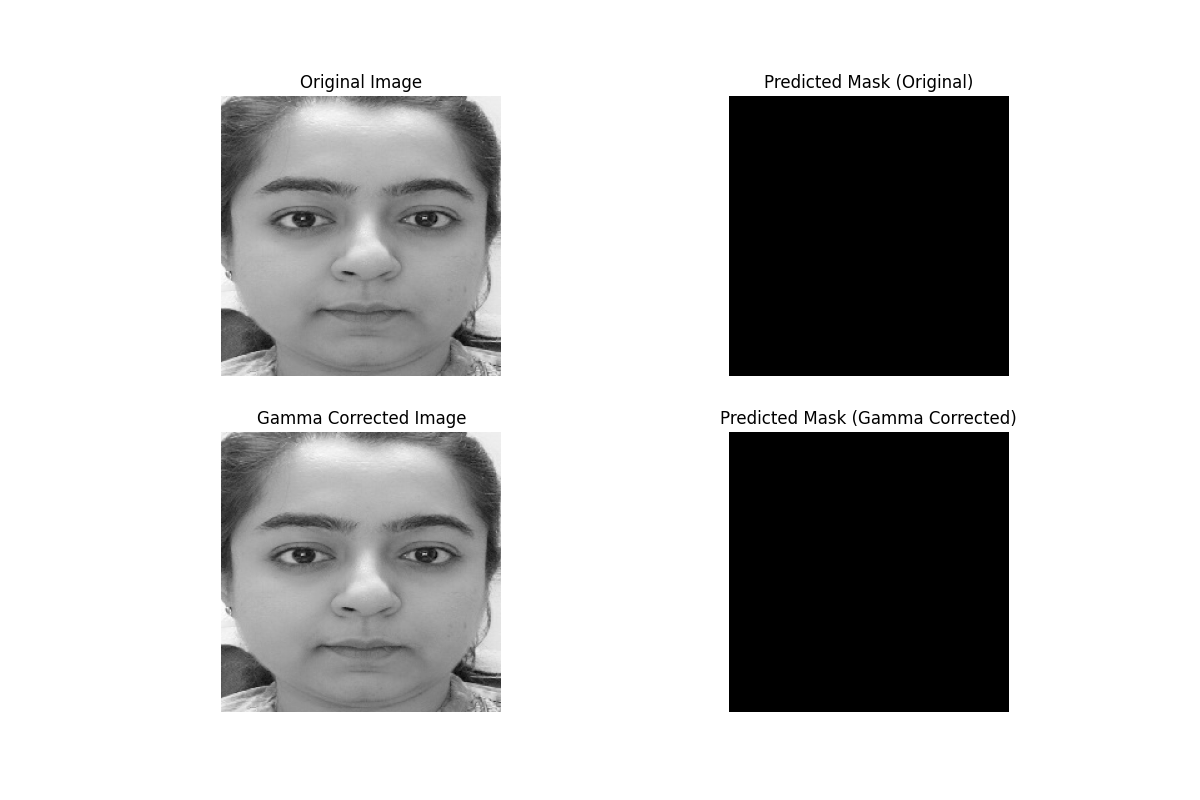 Original Image
Predicted Mask (Original)
Gamma Corrected Image
Predicted Mask (Gamma Corrected)